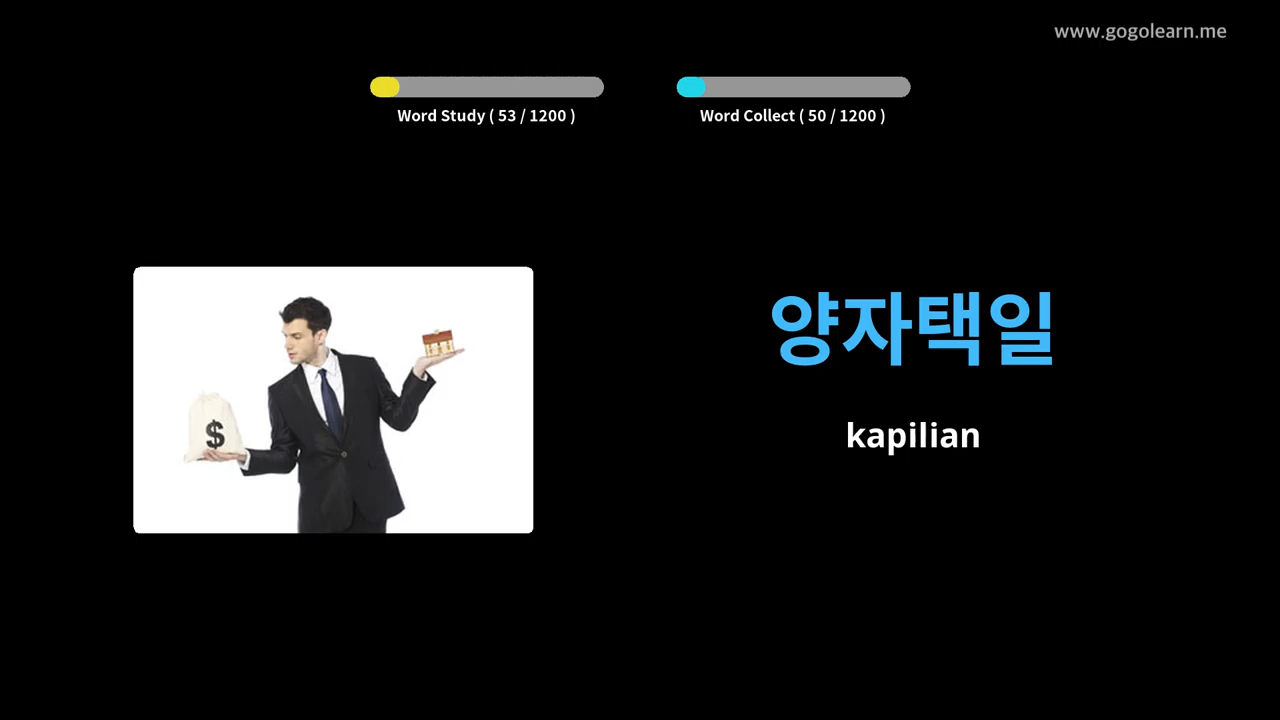 www.gogolearn.me
Word Study ( 53 / 1200 )
Word Collect ( 50 / 1200 )
$
양자택일
kapilian